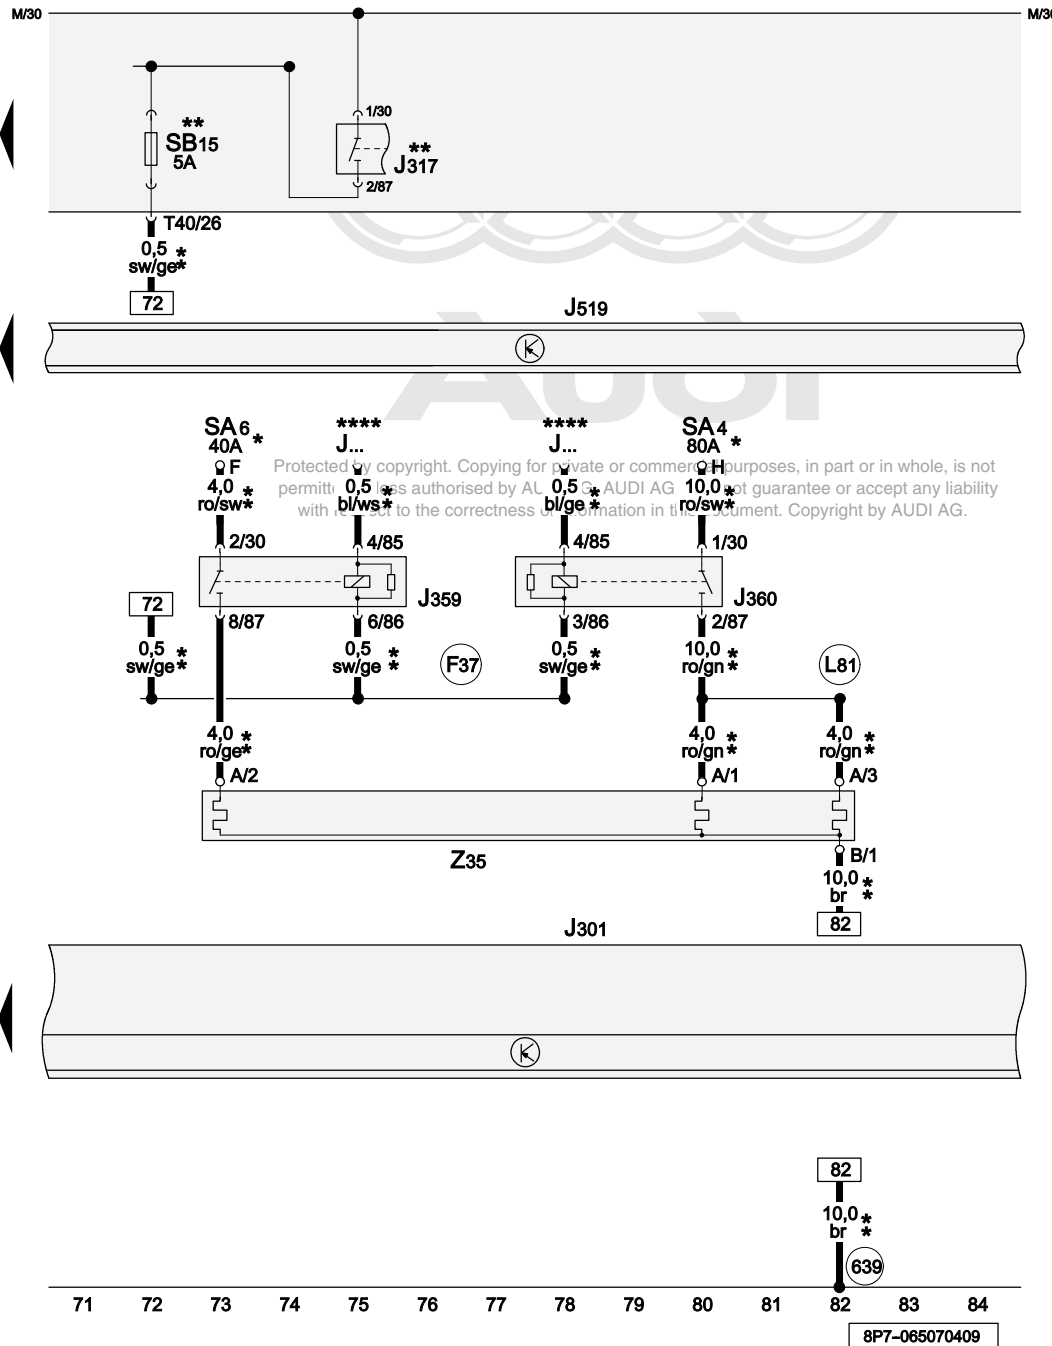 M/30
M/30
1/30
**
SB15
5A
**
J317
2/87
T40/26
0,5 *
sw/ge*
72
J519
Audi
SA6
40A *
F
****
J...
****
J...
SA4
80A *
H
Protected by copyright. Copying for private or commercial purposes, in part or in whole, is not
permitted unless authorised by AUDI AG. AUDI AG does not guarantee or accept any liability
with respect to the correctness of information in this document. Copyright by AUDI AG.
4,0 *
ro/sw*
0,5 *
bl/ws*
0,5 *
bl/ge *
10,0 *
ro/sw*
2/30
4/85
4/85
1/30
J359
J360
72
8/87
6/86
3/86
2/87
0,5 *
sw/ge *
0,5 *
sw/ge *
F37
0,5 *
sw/ge *
10,0 *
ro/gn *
L81
4,0 *
ro/ge*
4,0 *
ro/gn *
4,0 *
ro/gn *
A/2
A/1
A/3
Z35
B/1
10,0 *
br *
82
J301
82
10,0 *
br *
639
71 72 73 74 75 76 77 78 79 80 81 82 83 84
8P7-065070409